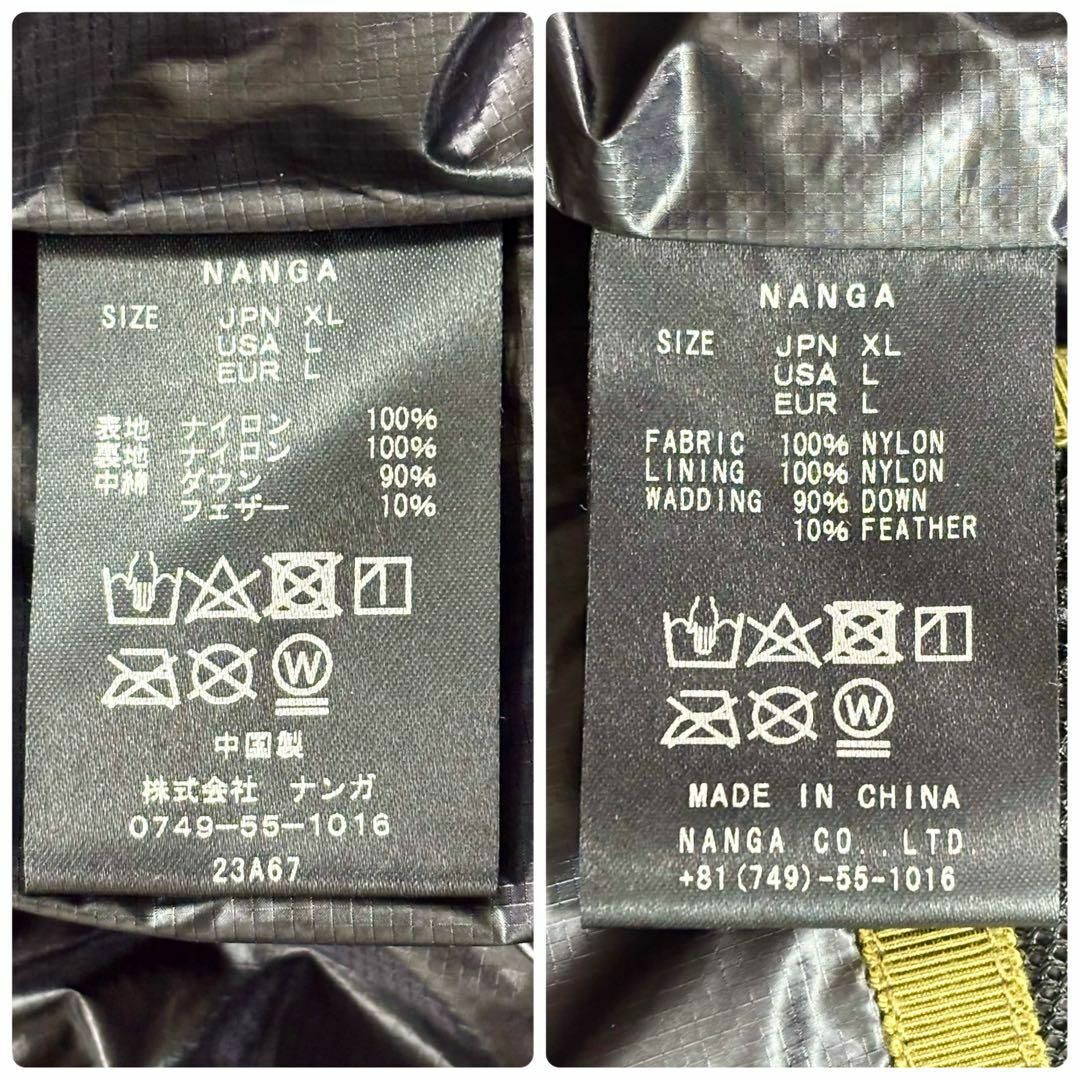 NANGA
SIZE JPN XL
USA L
EUR L
表地 ナイロン 100%
裏地 ナイロン 100%
中綿 ダウン 90%
フェザー 10%
W
中国製
株式会社 ナンガ
0749-55-1016
23A67
NANGA
SIZE JPN XL
USA L
EUR L
FABRIC 100% NYLON
LINING 100% NYLON
WADDING 90% DOWN
10% FEATHER
W
MADE IN CHINA
NANGA CO.,LTD.
+81(749)-55-1016